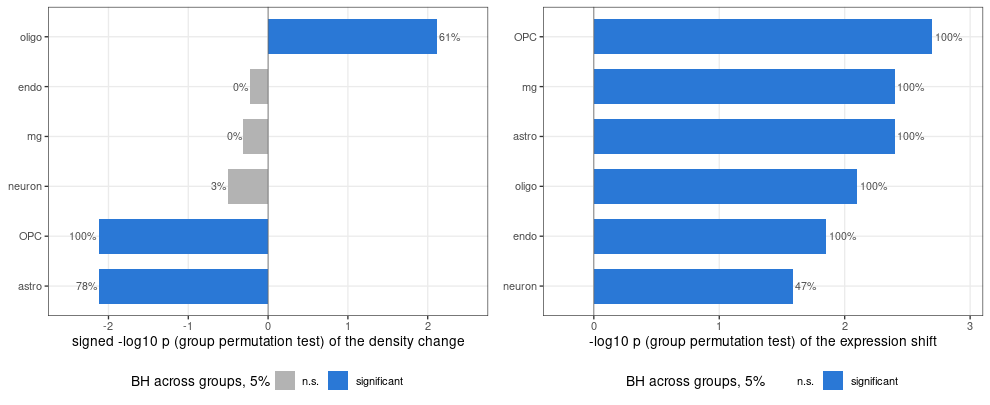 oligo
endo
mg
neuron
OPC
astro
61%
0%
0%
3%
100%
78%
-2 -1 0 1 2
signed -log10 p (group permutation test) of the density change
BH across groups, 5% n.s. significant
OPC
mg
astro
oligo
endo
neuron
100%
100%
100%
100%
100%
47%
0 1 2 3
-log10 p (group permutation test) of the expression shift
BH across groups, 5% n.s. significant